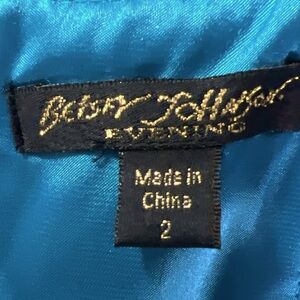 Betsey Johnson
EVENING
Made in
China
2